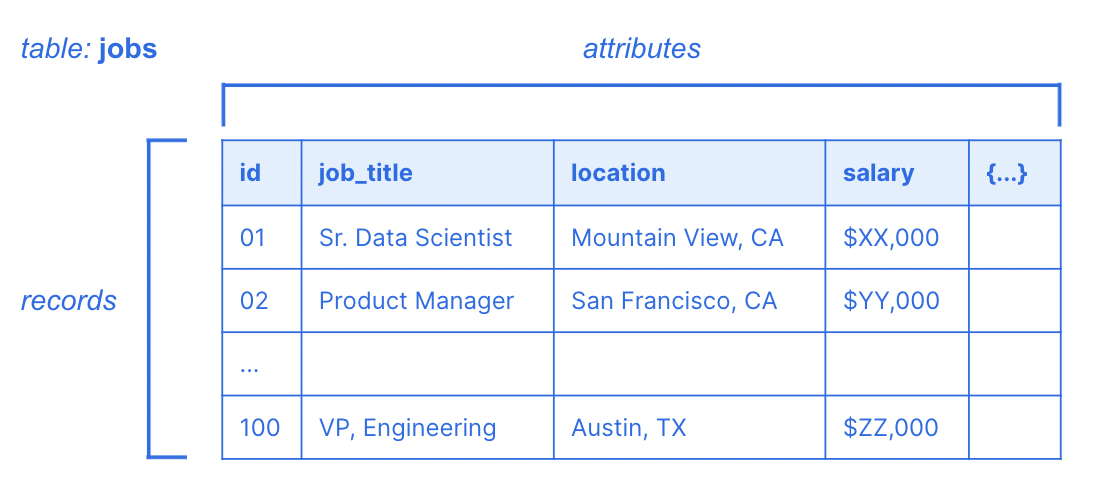 table: jobs
attributes
id job_title location salary {...}
01 Sr. Data Scientist Mountain View, CA $XX,000
records
02 Product Manager San Francisco, CA $YY,000
...
100 VP, Engineering Austin, TX $ZZ,000